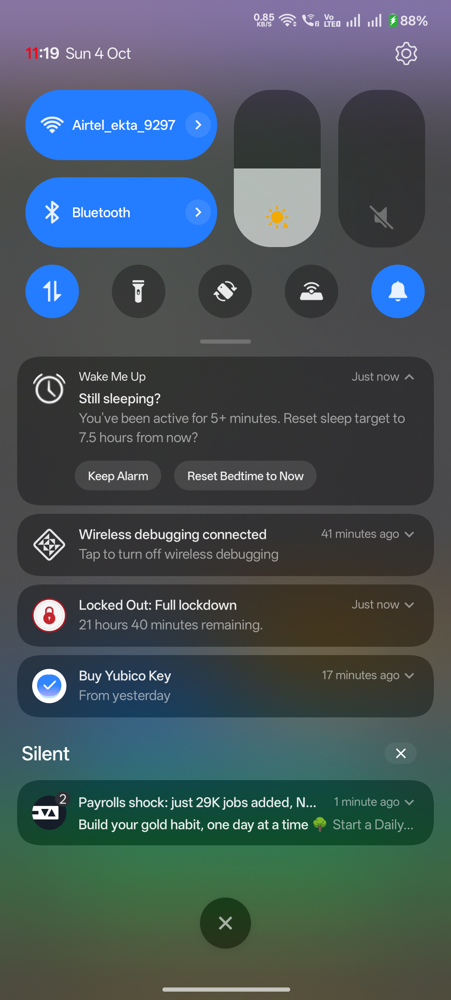 0.85
KB/S
2
Vo
LTE1
88%
11:19 Sun 4 Oct
Airtel_ekta_9297
Bluetooth
A
Wake Me Up
Just now
Still sleeping?
You've been active for 5+ minutes. Reset sleep target to
7.5 hours from now?
Keep Alarm
Reset Bedtime to Now
Wireless debugging connected
41 minutes ago
Tap to turn off wireless debugging
Locked Out: Full lockdown
Just now
21 hours 40 minutes remaining.
Buy Yubico Key
17 minutes ago
From yesterday
Silent
2
Payrolls shock: just 29K jobs added, N...
1 minute ago
Build your gold habit, one day at a time 🌳 Start a Daily...